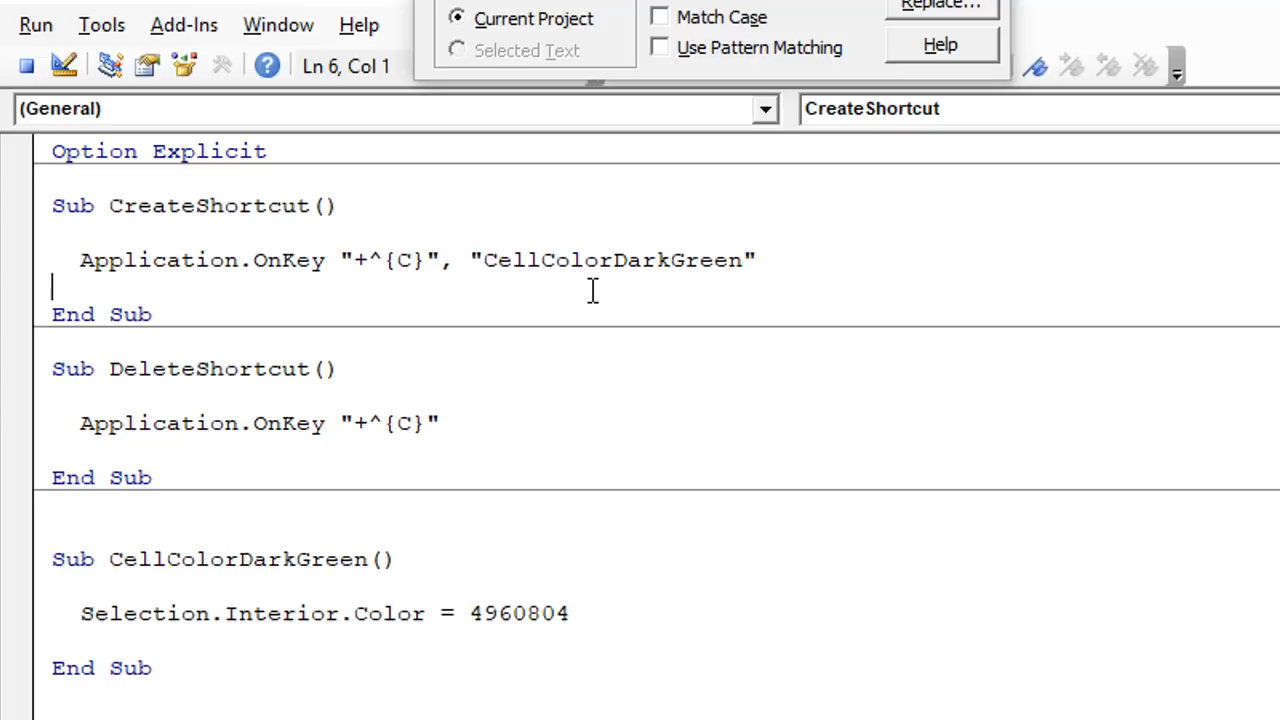 Replace...
Current Project
Match Case
Run Tools Add-Ins Window Help
Selected Text
Use Pattern Matching
Help
Ln 6, Col 1
(General)
CreateShortcut
Option Explicit
Sub CreateShortcut()
Application.OnKey "+^{C}", "CellColorDarkGreen"
End Sub
Sub DeleteShortcut()
Application.OnKey "+^{C}"
End Sub
Sub CellColorDarkGreen()
Selection.Interior.Color = 4960804
End Sub